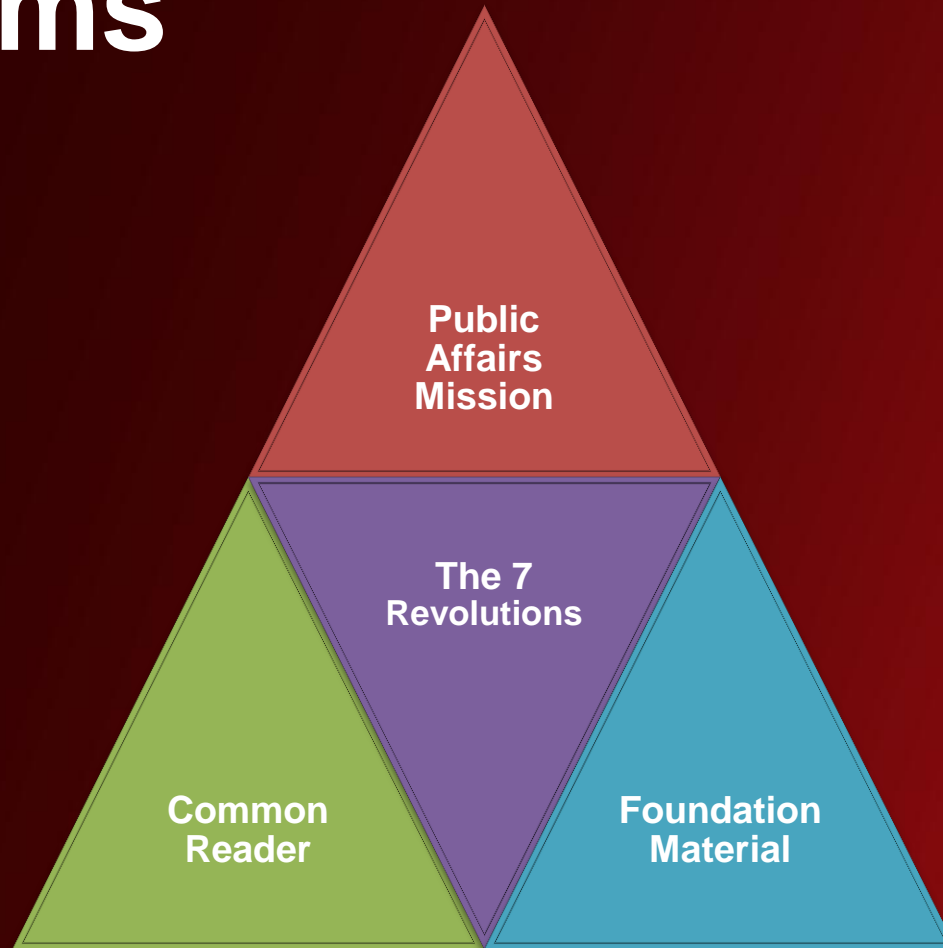 ms
Public
Affairs
Mission
The 7
Revolutions
Common
Reader
Foundation
Material